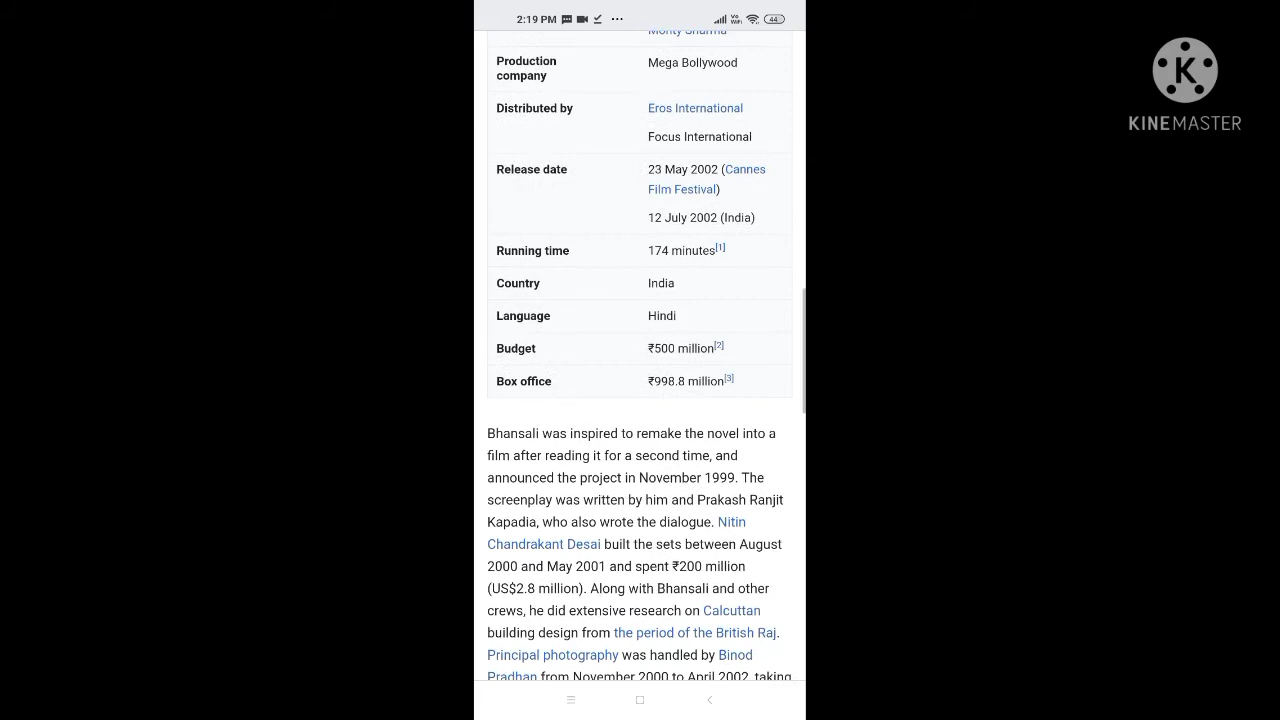 2:19 PM
44
K
KINEMASTER
Monty Sharma
Production
company
Mega Bollywood
Distributed by
Eros International
Focus International
Release date
23 May 2002 (Cannes
Film Festival)
12 July 2002 (India)
Running time
174 minutes[1]
Country
India
Language
Hindi
Budget
₹500 million[2]
Box office
₹998.8 million[3]
Bhansali was inspired to remake the novel into a
film after reading it for a second time, and
announced the project in November 1999. The
screenplay was written by him and Prakash Ranjit
Kapadia, who also wrote the dialogue. Nitin
Chandrakant Desai built the sets between August
2000 and May 2001 and spent ₹200 million
(US$2.8 million). Along with Bhansali and other
crews, he did extensive research on Calcuttan
building design from the period of the British Raj.
Principal photography was handled by Binod
Pradhan from November 2000 to April 2002, taking